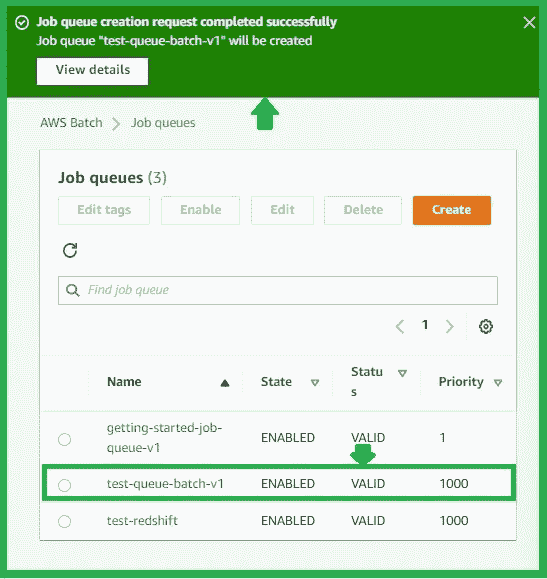 Job queue creation request completed successfully
Job queue "test-queue-batch-v1" will be created
View details
AWS Batch > Job queues
Job queues (3)
Edit tags Enable Edit Delete Create
Find job queue
< 1 >
Name State Statu Priority
s
getting-started-job-
queue-v1 ENABLED VALID 1
test-queue-batch-v1 ENABLED VALID 1000
test-redshift ENABLED VALID 1000